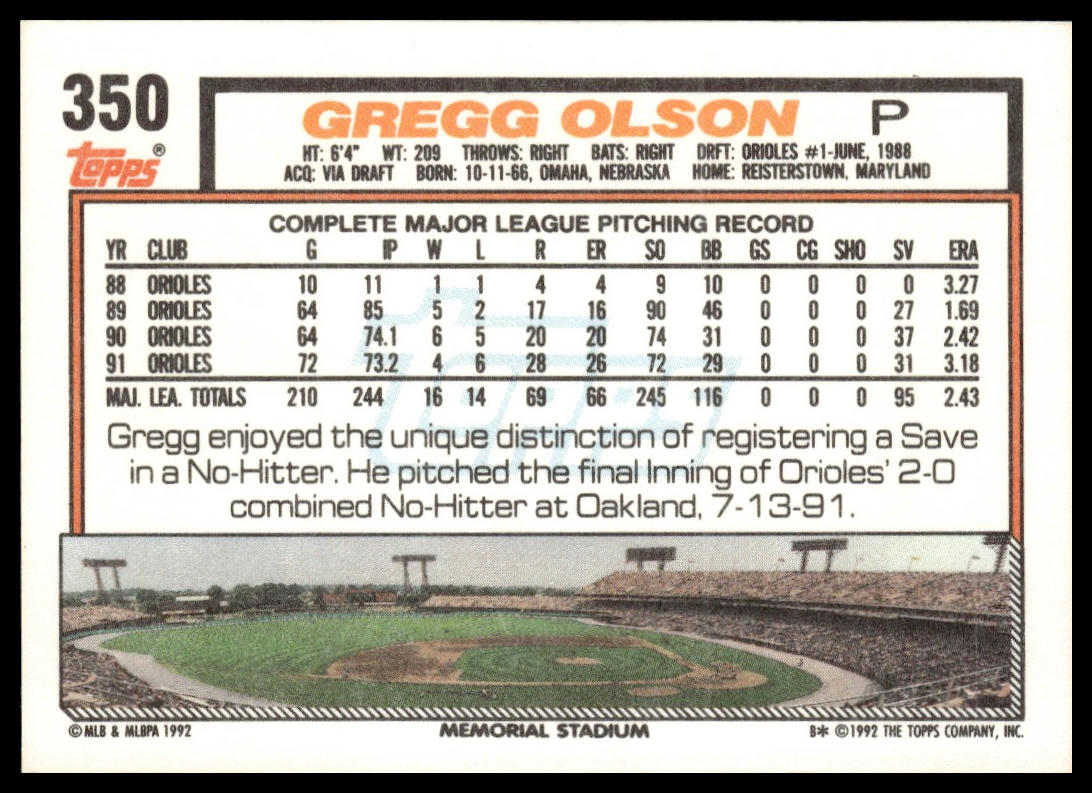 350
topps®
GREGG OLSON P
HT: 6'4" WT: 209 THROWS: RIGHT BATS: RIGHT DRFT: ORIOLES #1-JUNE, 1988
ACQ: VIA DRAFT BORN: 10-11-66, OMAHA, NEBRASKA HOME: REISTERSTOWN, MARYLAND
COMPLETE MAJOR LEAGUE PITCHING RECORD
YR CLUB G IP W L R ER SO BB GS CG SHO SV ERA
88 ORIOLES 10 11 1 1 4 4 9 10 0 0 0 0 3.27
89 ORIOLES 64 85 5 2 17 16 90 46 0 0 0 27 1.69
90 ORIOLES 64 74.1 6 5 20 20 74 31 0 0 0 37 2.42
91 ORIOLES 72 73.2 4 6 28 26 72 29 0 0 0 31 3.18
MAJ. LEA. TOTALS 210 244 16 14 69 66 245 116 0 0 0 95 2.43
topps
Gregg enjoyed the unique distinction of registering a Save
in a No-Hitter. He pitched the final Inning of Orioles' 2-0
combined No-Hitter at Oakland, 7-13-91.
© MLB & MLBPA 1992
MEMORIAL STADIUM
B* ©1992 THE TOPPS COMPANY, INC.